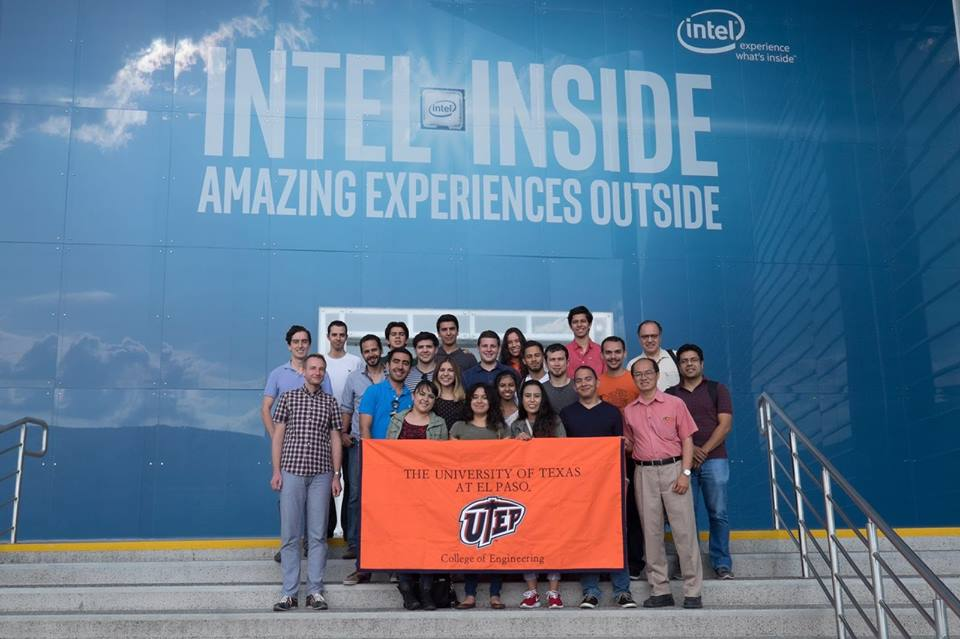 intel
experience
what's inside™
INTEL intel INSIDE
AMAZING EXPERIENCES OUTSIDE
THE UNIVERSITY OF TEXAS
AT EL PASO
UTEP
College of Engineering